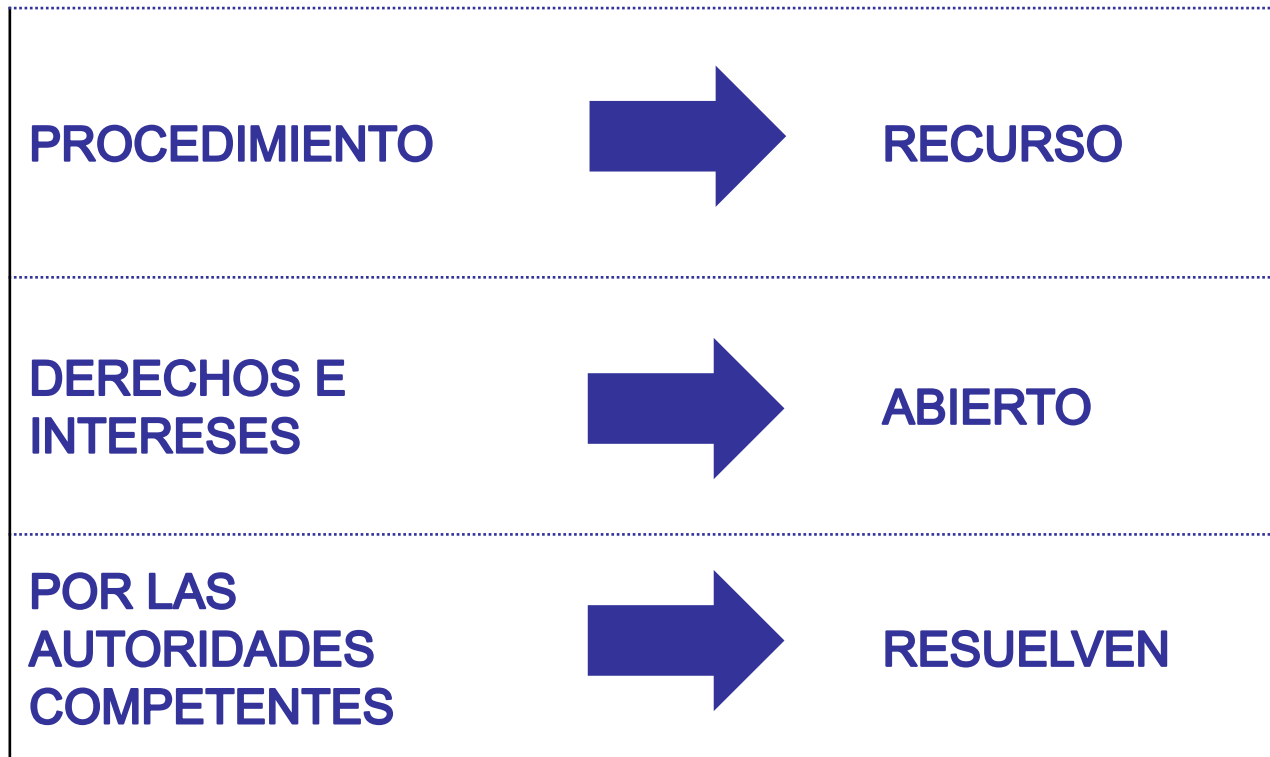 PROCEDIMIENTO
RECURSO
DERECHOS E
INTERESES
ABIERTO
POR LAS
AUTORIDADES
COMPETENTES
RESUELVEN